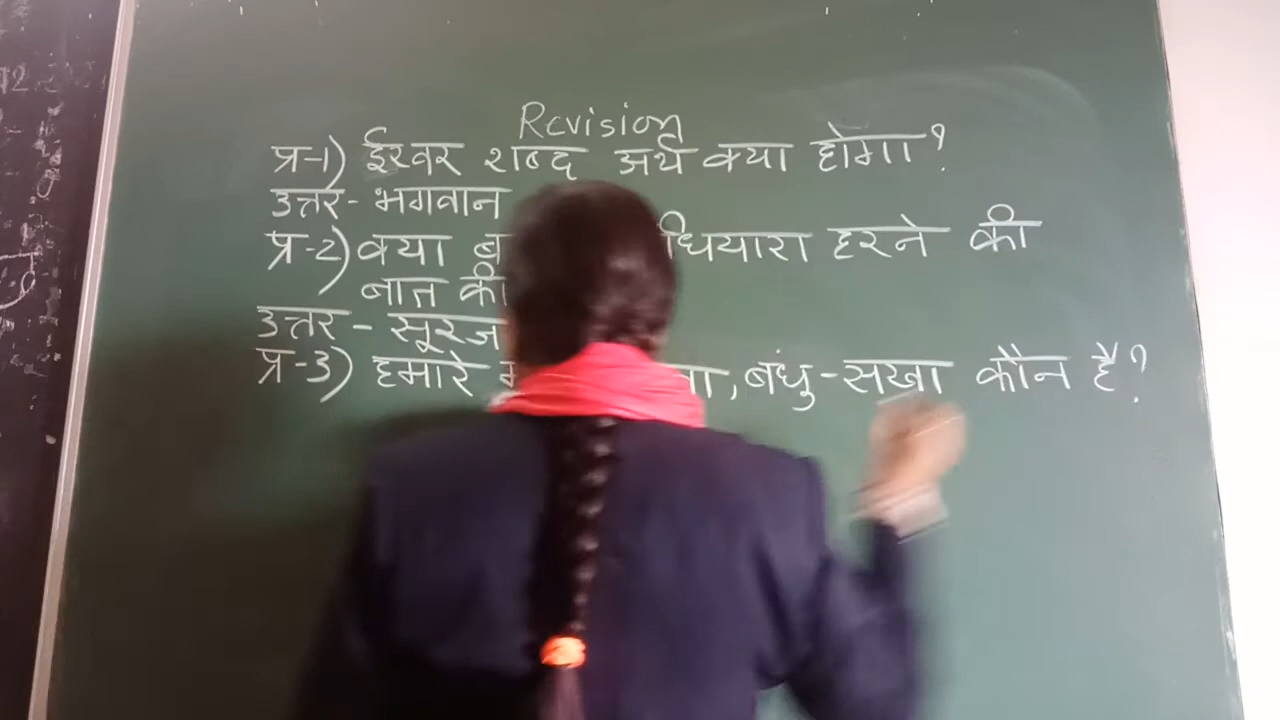 Revision
प्र-1) ईश्वर शब्द अर्थ क्या होगा?
उत्तर- भगवान
प्र-2) क्या धियारा हरने की
बात की
उत्तर - सूरज
प्र-3) हमारे ता, बंधु-सखा कौन है?